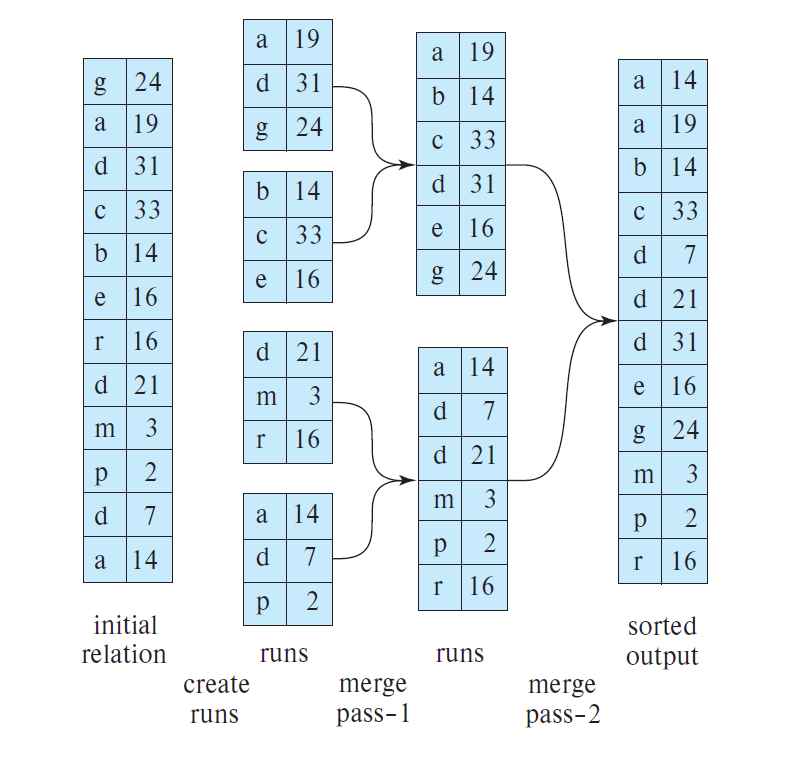 g 24
a 19
d 31
c 33
b 14
e 16
r 16
d 21
m 3
p 2
d 7
a 14
initial
relation
create
runs
a 19
d 31
g 24
b 14
c 33
e 16
d 21
m 3
r 16
a 14
d 7
p 2
runs
merge
pass–1
a 19
b 14
c 33
d 31
e 16
g 24
a 14
d 7
d 21
m 3
p 2
r 16
runs
merge
pass–2
a 14
a 19
b 14
c 33
d 7
d 21
d 31
e 16
g 24
m 3
p 2
r 16
sorted
output